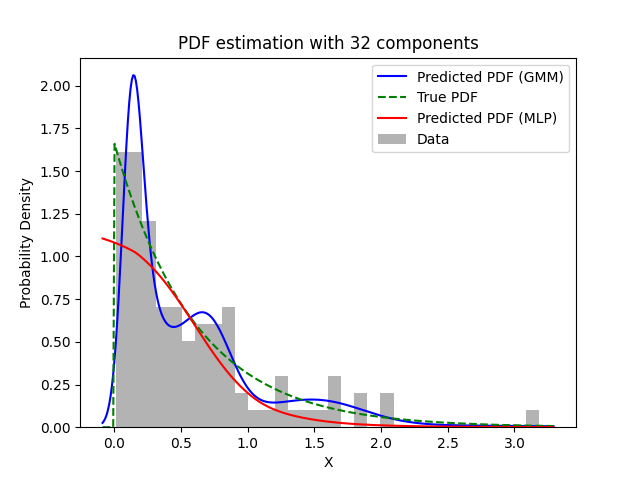 PDF estimation with 32 components
Predicted PDF (GMM)
True PDF
Predicted PDF (MLP)
Data
Probability Density
2.00
1.75
1.50
1.25
1.00
0.75
0.50
0.25
0.00
0.0 0.5 1.0 1.5 2.0 2.5 3.0
X